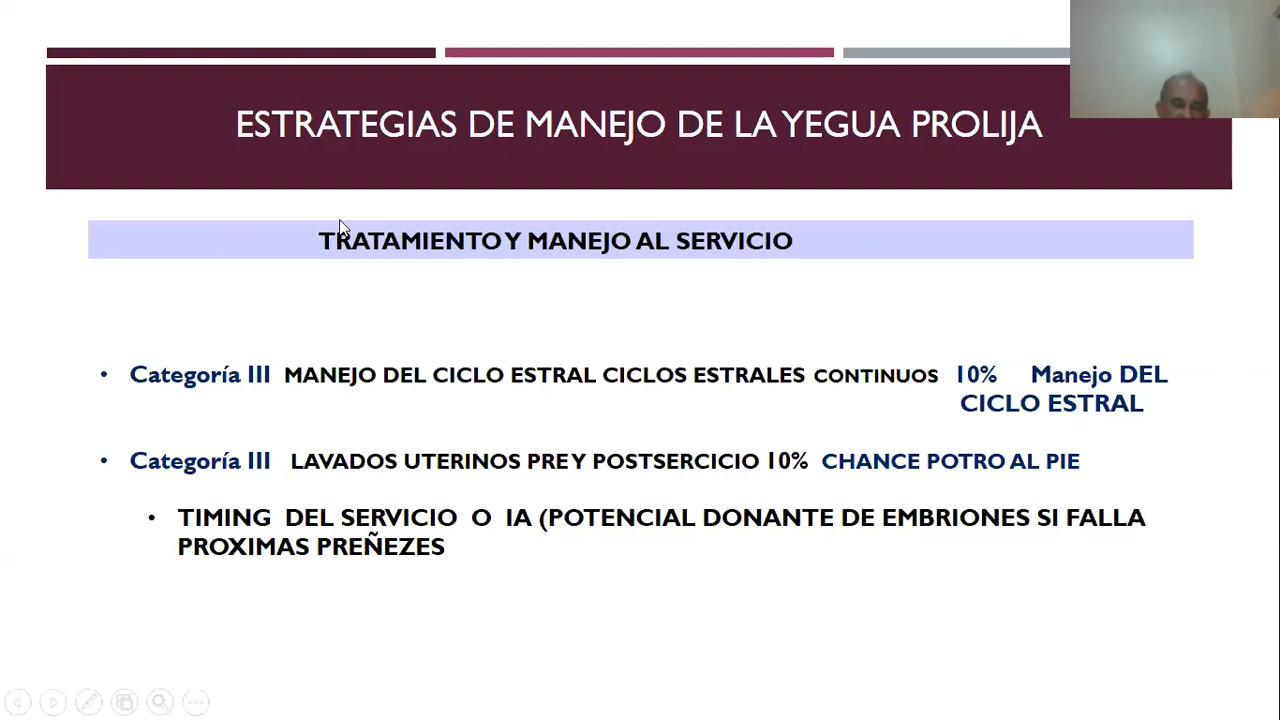 ESTRATEGIAS DE MANEJO DE LA YEGUA PROLIJA
TRATAMIENTO Y MANEJO AL SERVICIO
• Categoría III MANEJO DEL CICLO ESTRAL CICLOS ESTRALES CONTINUOS 10% Manejo DEL
CICLO ESTRAL
• Categoría III LAVADOS UTERINOS PRE Y POSTSERCICIO 10% CHANCE POTRO AL PIE
• TIMING DEL SERVICIO O IA (POTENCIAL DONANTE DE EMBRIONES SI FALLA
PROXIMAS PREÑEZES